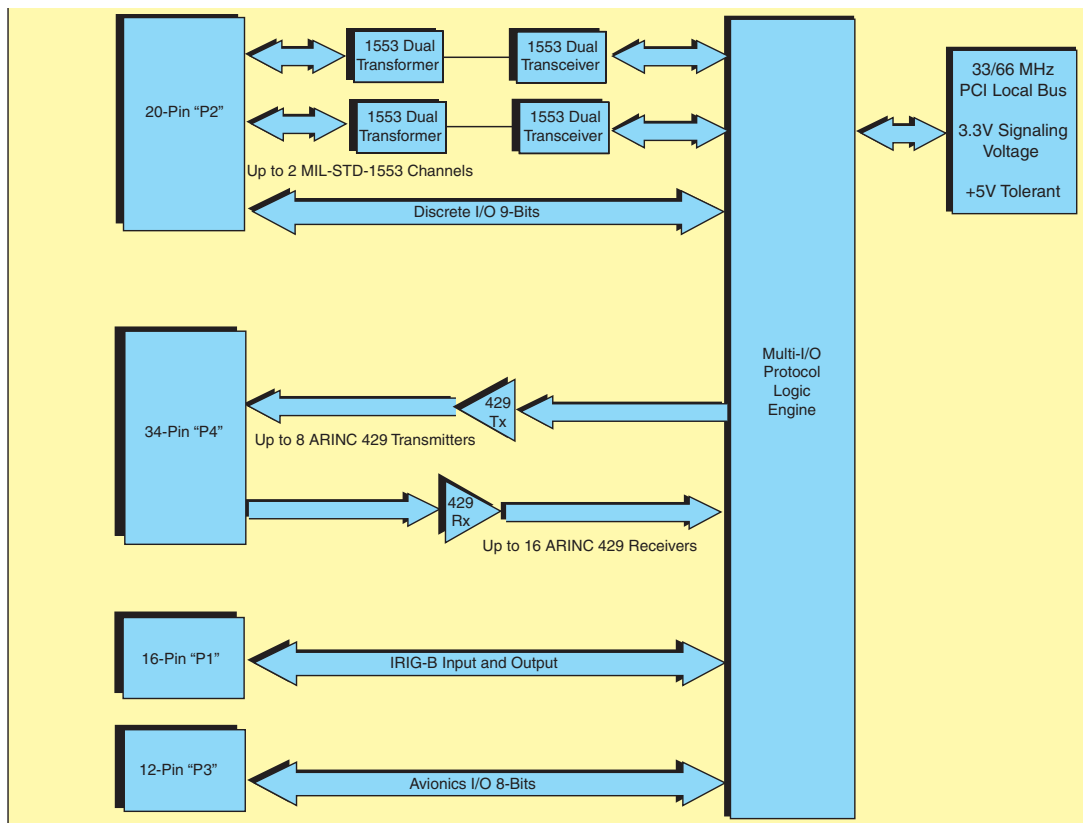 20-Pin “P2”
1553 Dual
Transformer
1553 Dual
Transceiver
1553 Dual
Transformer
1553 Dual
Transceiver
Up to 2 MIL-STD-1553 Channels
Discrete I/O 9-Bits
33/66 MHz
PCI Local Bus
3.3V Signaling
Voltage
+5V Tolerant
Multi-I/O
Protocol
Logic
Engine
34-Pin “P4”
429
Tx
Up to 8 ARINC 429 Transmitters
429
Rx
Up to 16 ARINC 429 Receivers
16-Pin “P1”
IRIG-B Input and Output
12-Pin “P3”
Avionics I/O 8-Bits